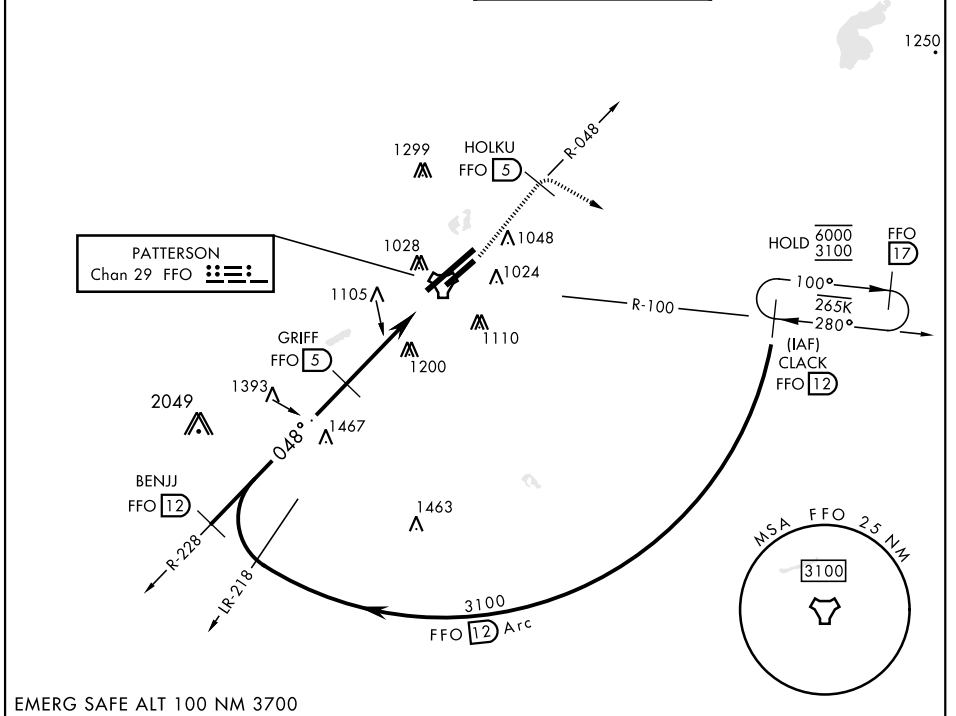 1250
R-048
HOLKU
FFO 5
1299
1048
1028
1024
PATTERSON
Chan 29 FFO
1105
GRIFF
FFO 5
1110
1200
R-100
HOLD 6000
3100
FFO
17
100°
265K
280°
(IAF)
CLACK
FFO 12
1393
2049
1467
048°
BENJJ
FFO 12
1463
R-228
LR-218
3100
FFO 12 Arc
MSA FFO 25 NM
3100
EMERG SAFE ALT 100 NM 3700